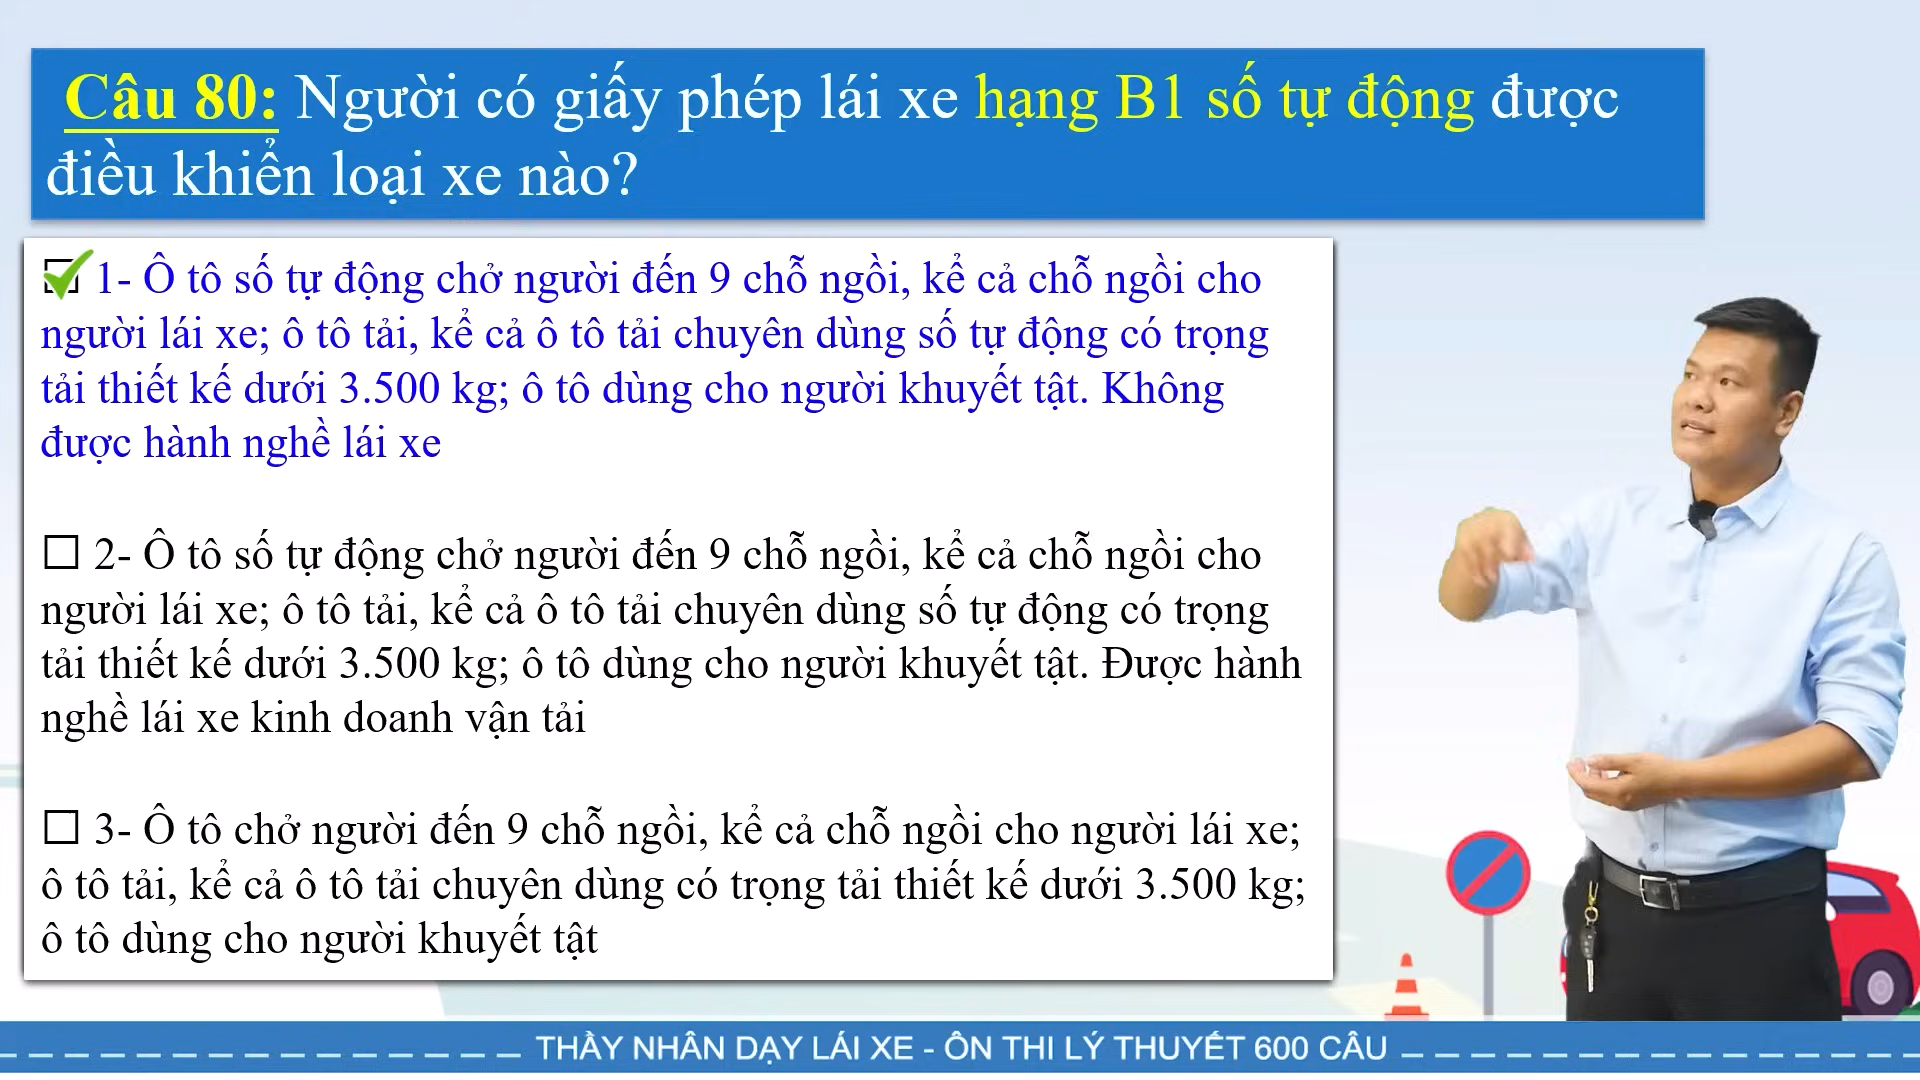 Câu 80: Người có giấy phép lái xe hạng B1 số tự động được
điều khiển loại xe nào?
1- Ô tô số tự động chở người đến 9 chỗ ngồi, kể cả chỗ ngồi cho
người lái xe; ô tô tải, kể cả ô tô tải chuyên dùng số tự động có trọng
tải thiết kế dưới 3.500 kg; ô tô dùng cho người khuyết tật. Không
được hành nghề lái xe
2- Ô tô số tự động chở người đến 9 chỗ ngồi, kể cả chỗ ngồi cho
người lái xe; ô tô tải, kể cả ô tô tải chuyên dùng số tự động có trọng
tải thiết kế dưới 3.500 kg; ô tô dùng cho người khuyết tật. Được hành
nghề lái xe kinh doanh vận tải
3- Ô tô chở người đến 9 chỗ ngồi, kể cả chỗ ngồi cho người lái xe;
ô tô tải, kể cả ô tô tải chuyên dùng có trọng tải thiết kế dưới 3.500 kg;
ô tô dùng cho người khuyết tật
THẦY NHÂN DẠY LÁI XE - ÔN THI LÝ THUYẾT 600 CÂU